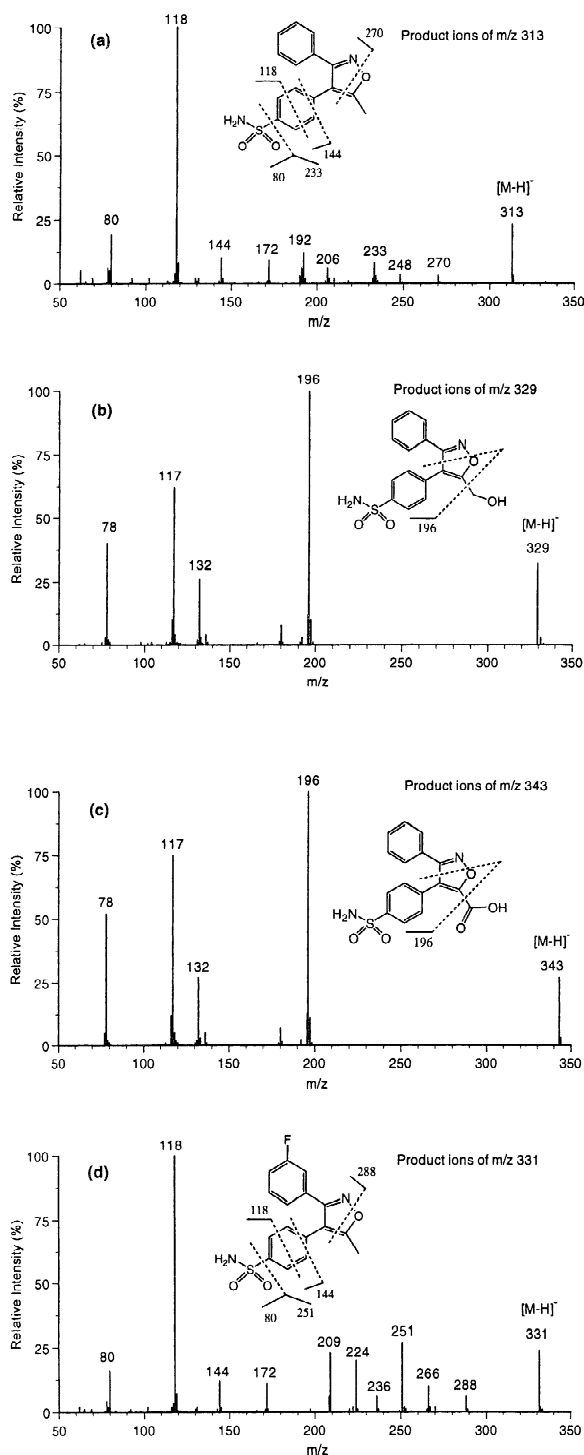 (a)
Product ions of m/z 313
118
270
118
N
O
H₂N
S
O O
144
80 233
[M-H]⁻
80
144
172
192
206
233
248
270
313
Relative Intensity (%)
100
75
50
25
0
50 100 150 200 250 300 350
m/z
(b)
Product ions of m/z 329
196
N
O
OH
H₂N
S
O O
196
[M-H]⁻
78
117
132
329
Relative Intensity (%)
100
75
50
25
0
50 100 150 200 250 300 350
m/z
(c)
Product ions of m/z 343
196
N
O
OH
O
H₂N
S
O O
196
[M-H]⁻
78
117
132
343
Relative Intensity (%)
100
75
50
25
0
50 100 150 200 250 300 350
m/z
(d)
Product ions of m/z 331
118
F
288
118
N
O
H₂N
S
O O
144
80 251
[M-H]⁻
80
144
172
209
224
236
251
266
288
331
Relative Intensity (%)
100
75
50
25
0
50 100 150 200 250 300 350
m/z